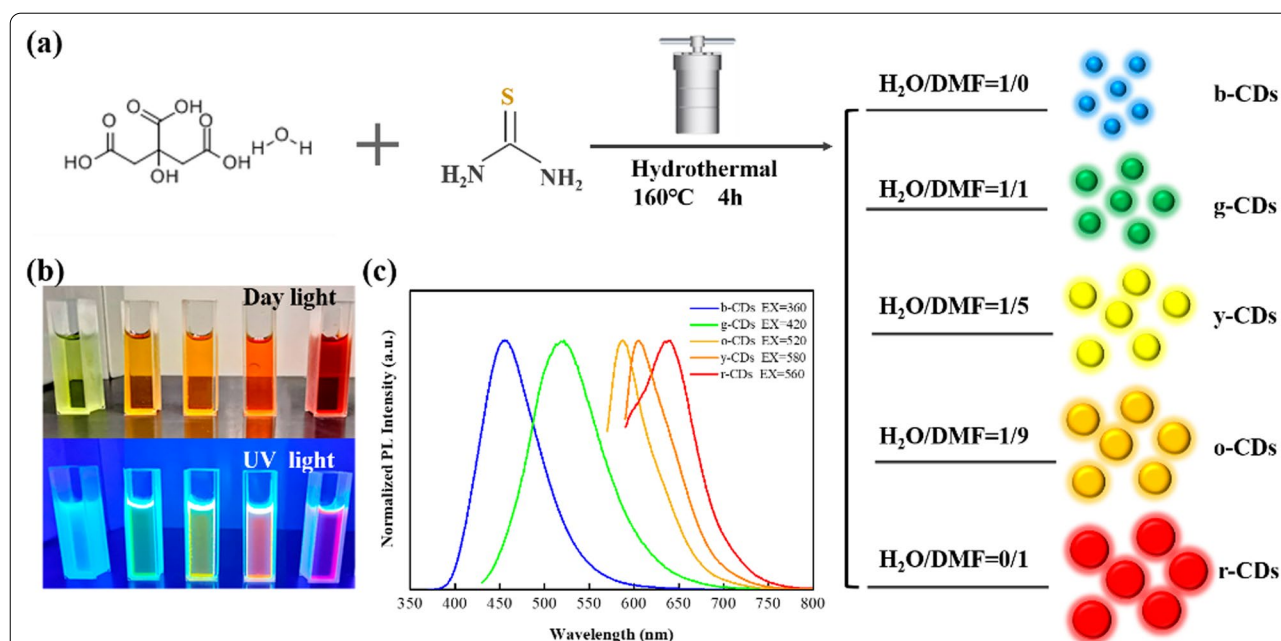 (a)
O
OH
O
O
HO
OH
OH
H O H
S
H₂N
NH₂
Hydrothermal
160℃ 4h
H₂O/DMF=1/0
b-CDs
H₂O/DMF=1/1
g-CDs
H₂O/DMF=1/5
y-CDs
H₂O/DMF=1/9
o-CDs
H₂O/DMF=0/1
r-CDs
(b)
Day light
UV light
(c)
Normalized PL Intensity (a.u.)
b-CDs EX=360
g-CDs EX=420
o-CDs EX=520
y-CDs EX=580
r-CDs EX=560
350 400 450 500 550 600 650 700 750 800
Wavelength (nm)